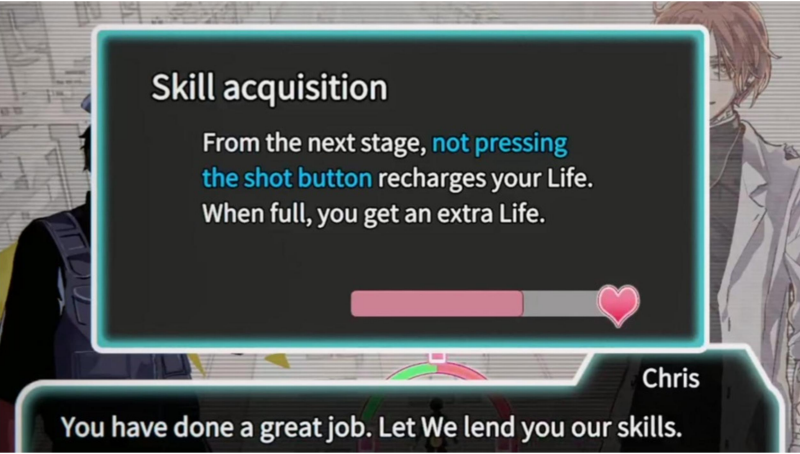 Skill acquisition
From the next stage, not pressing
the shot button recharges your Life.
When full, you get an extra Life.
Chris
You have done a great job. Let We lend you our skills.